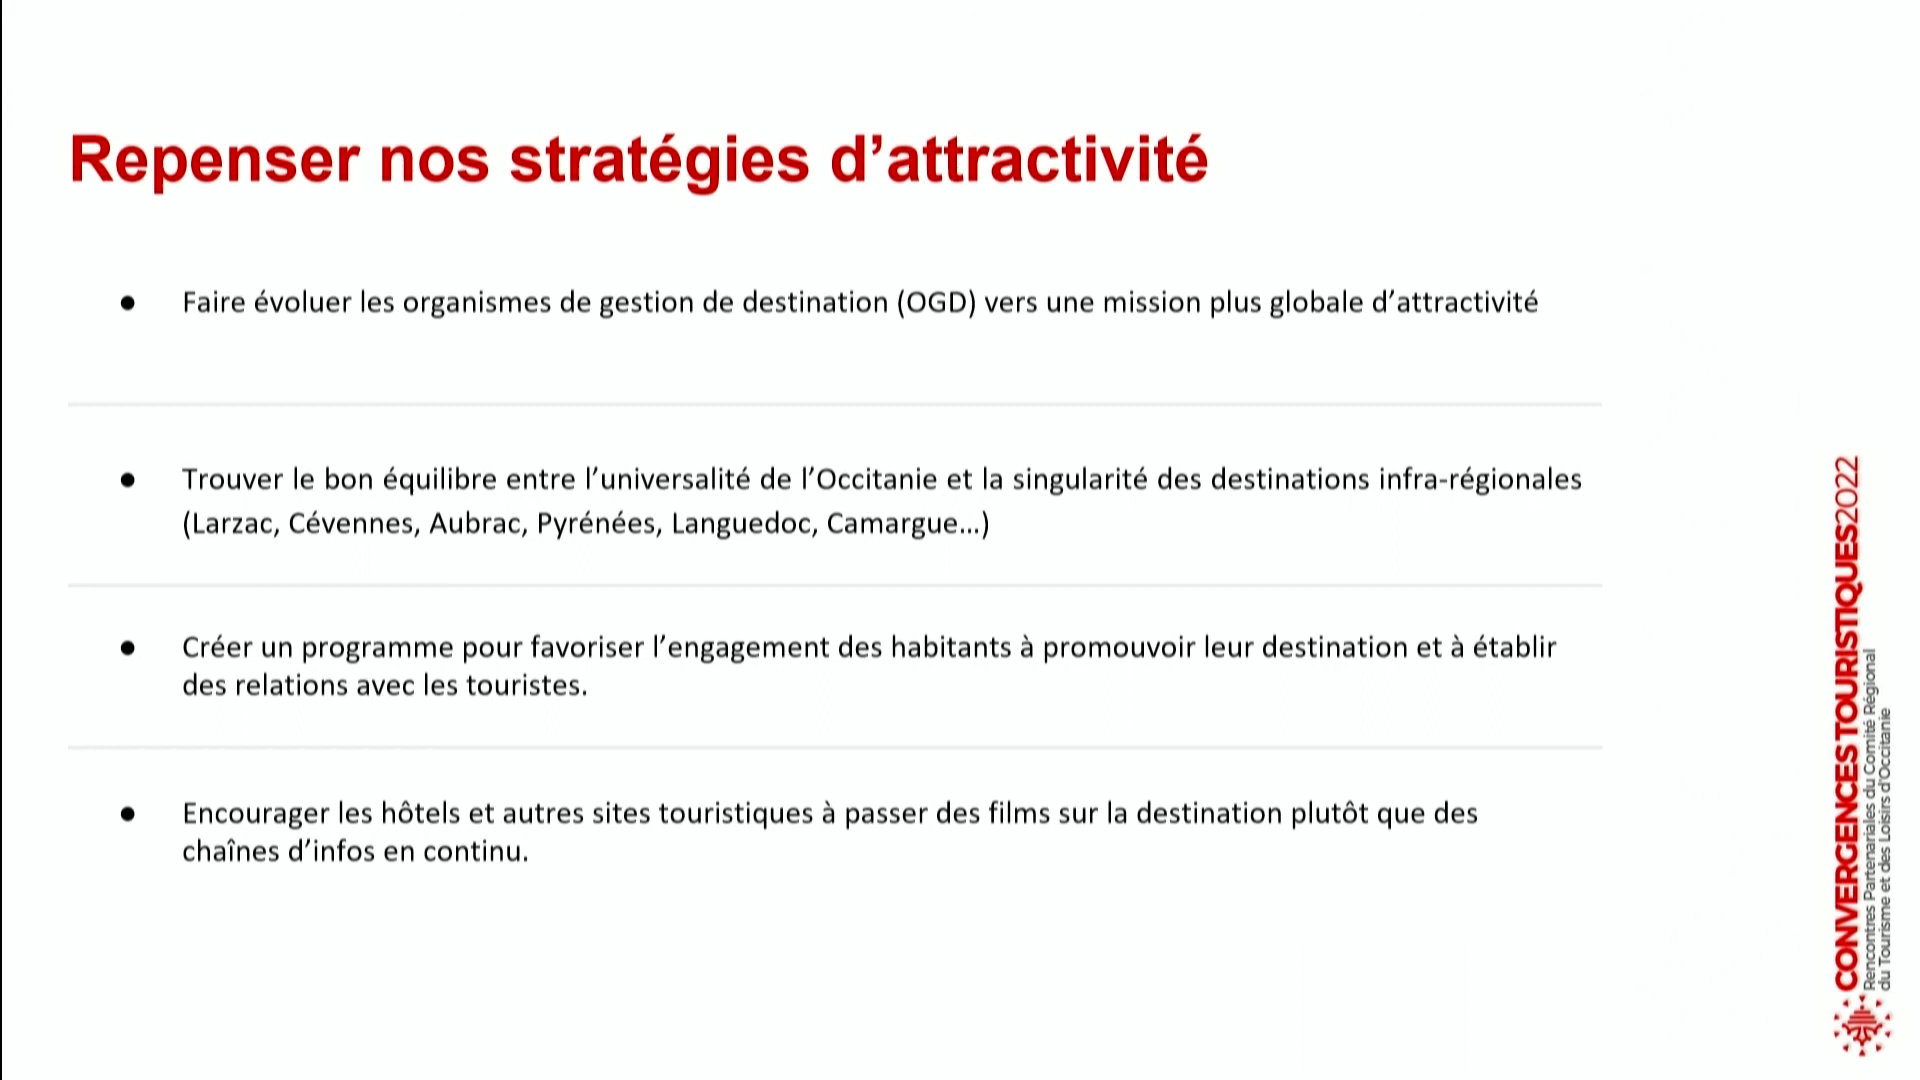 Repenser nos stratégies d’attractivité
● Faire évoluer les organismes de gestion de destination (OGD) vers une mission plus globale d’attractivité
● Trouver le bon équilibre entre l’universalité de l’Occitanie et la singularité des destinations infra-régionales
(Larzac, Cévennes, Aubrac, Pyrénées, Languedoc, Camargue...)
● Créer un programme pour favoriser l’engagement des habitants à promouvoir leur destination et à établir
des relations avec les touristes.
● Encourager les hôtels et autres sites touristiques à passer des films sur la destination plutôt que des
chaînes d’infos en continu.
CONVERGENCESTOURISTIQUES2022
Rencontres Partenariales du Comité Régional
du Tourisme et des Loisirs d’Occitanie